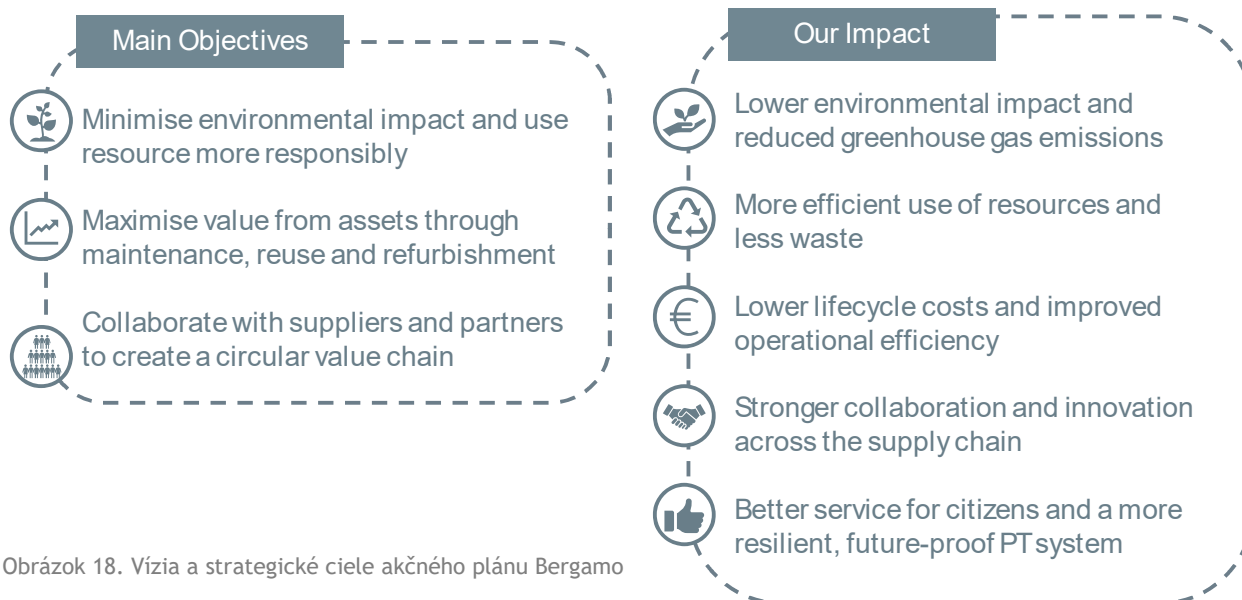 Main Objectives
Minimise environmental impact and use
resource more responsibly
Maximise value from assets through
maintenance, reuse and refurbishment
Collaborate with suppliers and partners
to create a circular value chain
Our Impact
Lower environmental impact and
reduced greenhouse gas emissions
More efficient use of resources and
less waste
Lower lifecycle costs and improved
operational efficiency
Stronger collaboration and innovation
across the supply chain
Better service for citizens and a more
resilient, future-proof PT system
Obrázok 18. Vízia a strategické ciele akčného plánu Bergamo